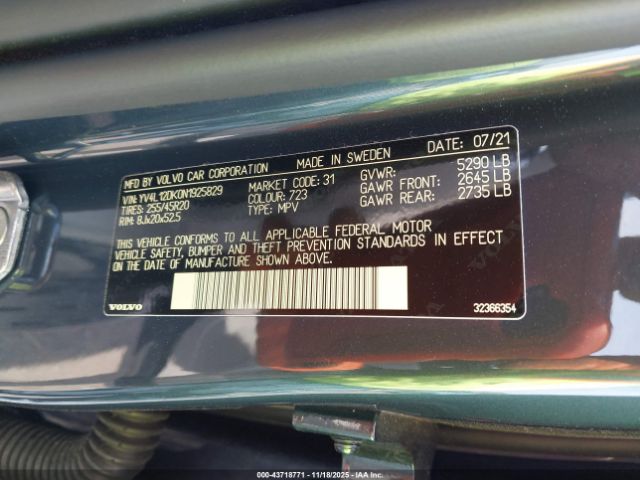 MFD BY VOLVO CAR CORPORATION MADE IN SWEDEN DATE: 07/21
VIN: YV4L12DK0N1925829 MARKET CODE: 31 GVWR: 5290 LB
TIRES: 255/45R20 COLOUR: 723 GAWR FRONT: 2645 LB
RIM: 8Jx20x52.5 TYPE: MPV GAWR REAR: 2735 LB
THIS VEHICLE CONFORMS TO ALL APPLICABLE FEDERAL MOTOR
VEHICLE SAFETY, BUMPER AND THEFT PREVENTION STANDARDS IN EFFECT
ON THE DATE OF MANUFACTURE SHOWN ABOVE.
VOLVO 32366354
000-43718771 - 11/18/2025 - IAA Inc.